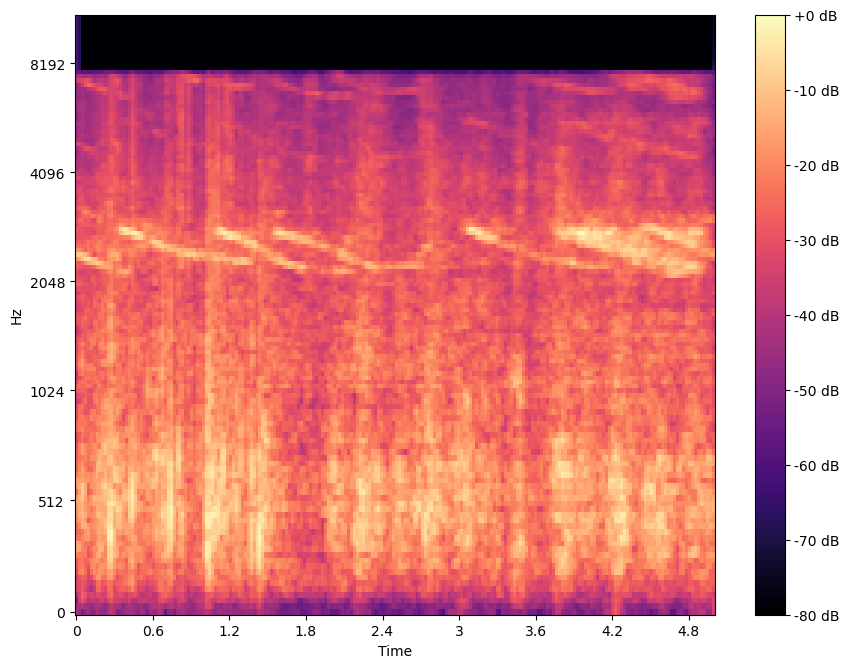 +0 dB
8192
-10 dB
4096
-20 dB
-30 dB
2048
Hz
-40 dB
1024
-50 dB
-60 dB
512
-70 dB
0
-80 dB
0 0.6 1.2 1.8 2.4 3 3.6 4.2 4.8
Time